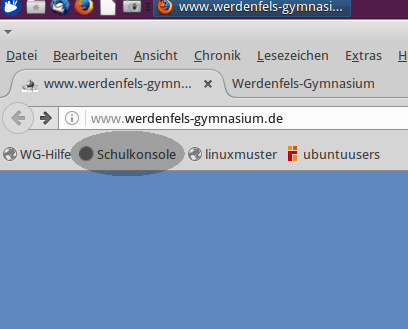 www.werdenfels-gymnasi...
Datei Bearbeiten Ansicht Chronik Lesezeichen Extras H
www.werdenfels-gymn... × Werdenfels-Gymnasium
www.werdenfels-gymnasium.de
WG-Hilfe Schulkonsole linuxmuster ubuntuusers